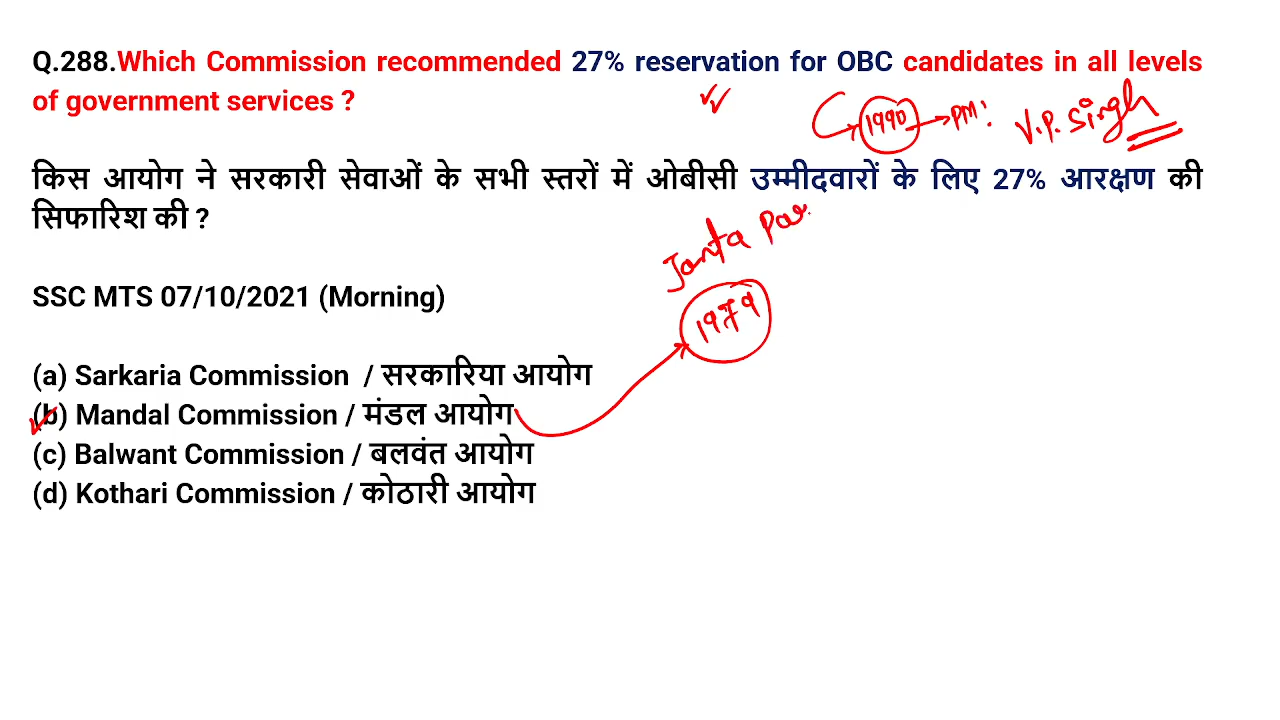 Q.288.Which Commission recommended 27% reservation for OBC candidates in all levels
of government services ?
1990 → PM: V.P. Singh
किस आयोग ने सरकारी सेवाओं के सभी स्तरों में ओबीसी उम्मीदवारों के लिए 27% आरक्षण की
सिफारिश की ?
Janta Par
SSC MTS 07/10/2021 (Morning)
1979
(a) Sarkaria Commission / सरकारिया आयोग
(b) Mandal Commission / मंडल आयोग
(c) Balwant Commission / बलवंत आयोग
(d) Kothari Commission / कोठारी आयोग